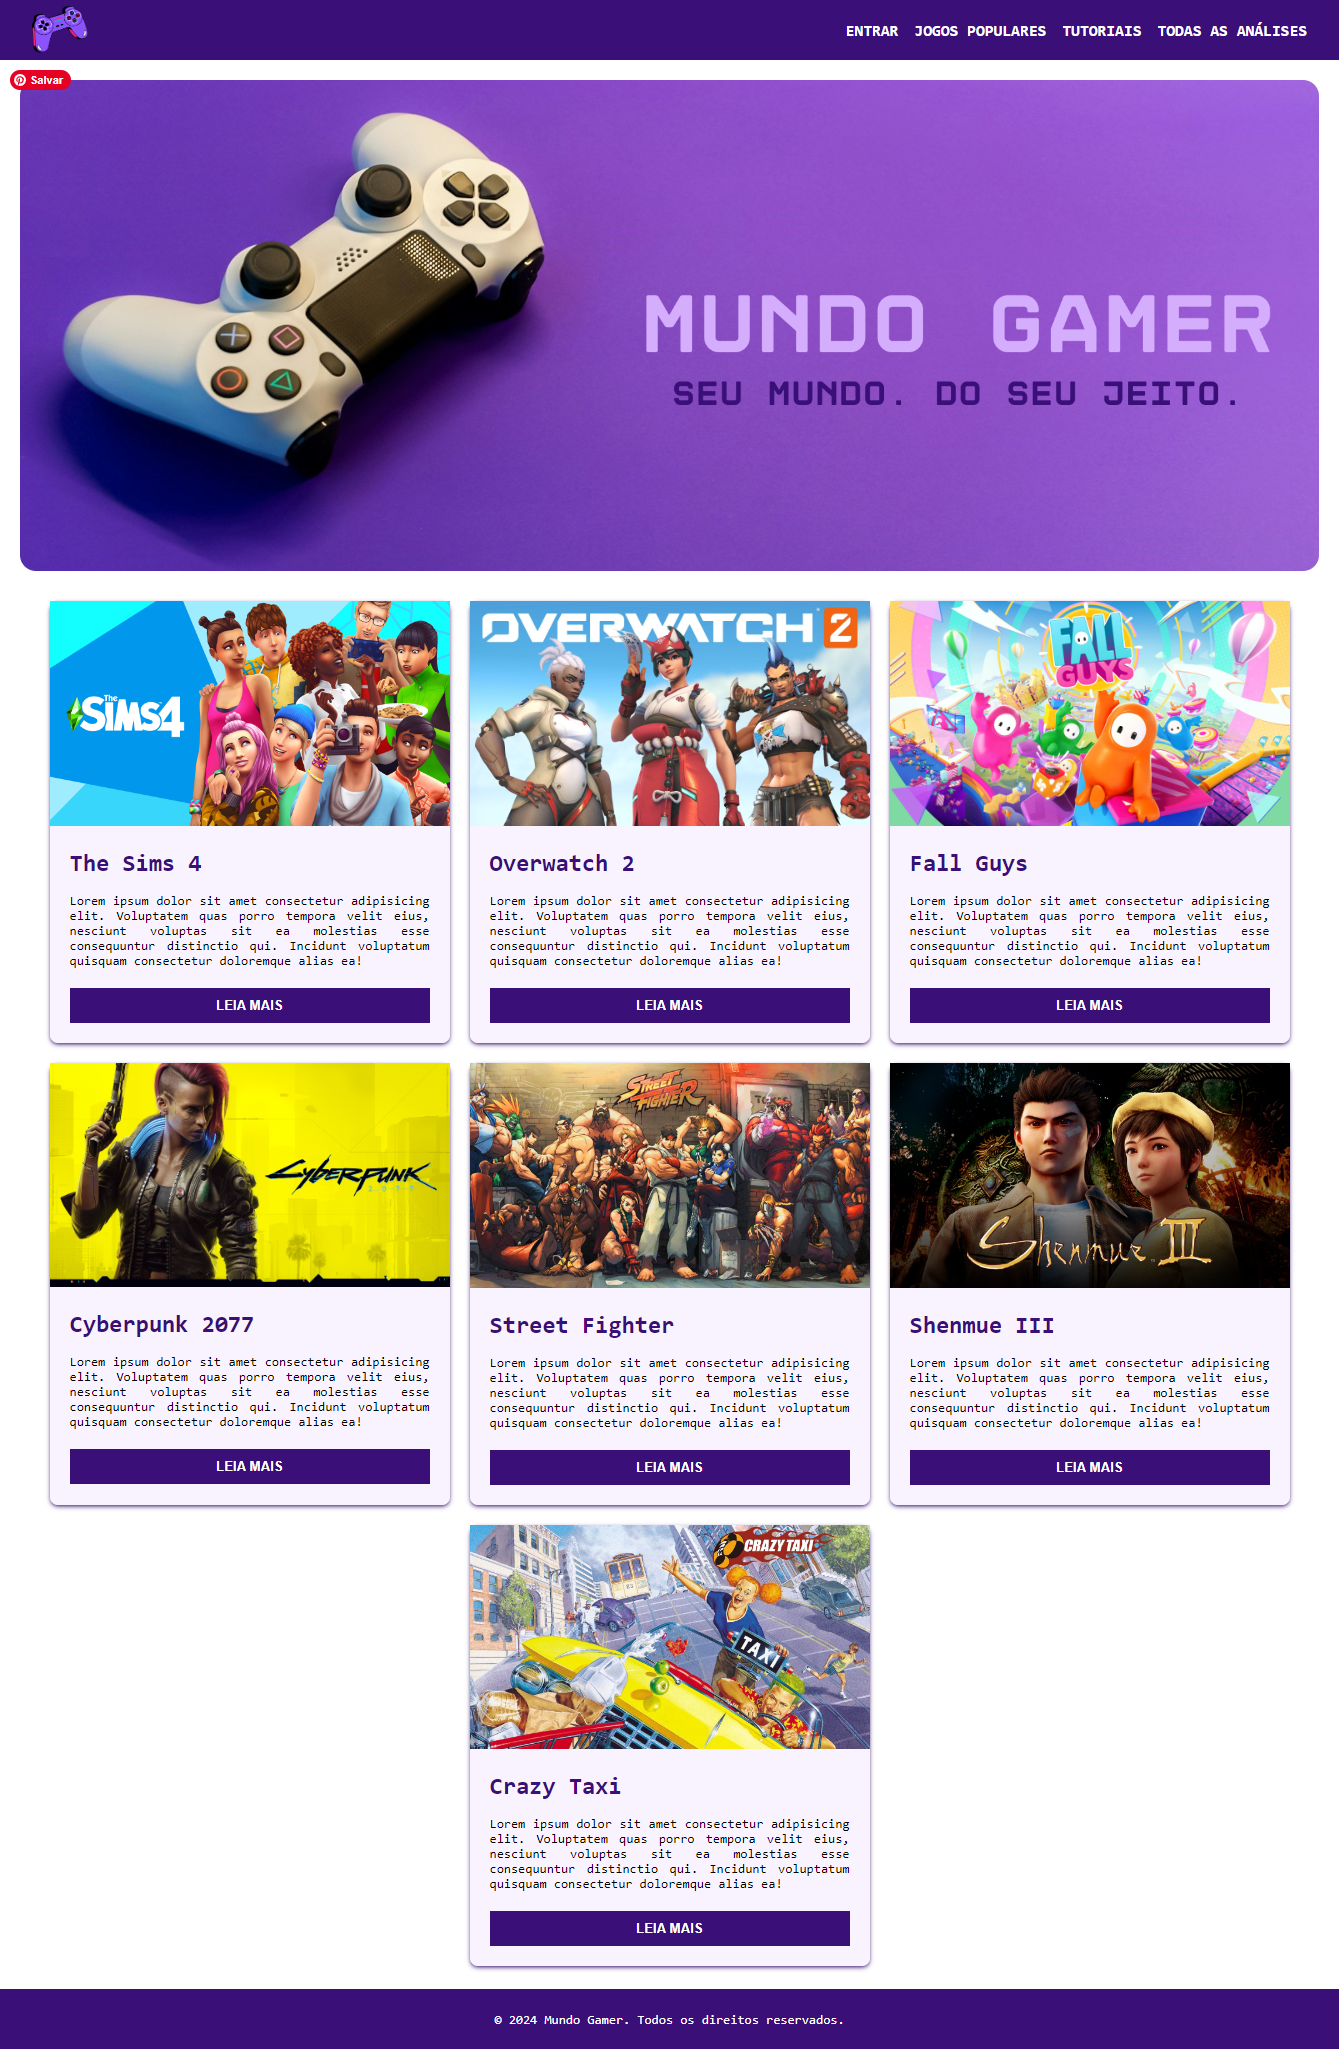 ENTRAR JOGOS POPULARES TUTORIAIS TODAS AS ANÁLISES
Salvar
MUNDO GAMER
SEU MUNDO. DO SEU JEITO.
The
SIMS4
OVERWATCH 2
FALL
GUYS
The Sims 4
Lorem ipsum dolor sit amet consectetur adipisicing
elit. Voluptatem quas porro tempora velit eius,
nesciunt voluptas sit ea molestias esse
consequuntur distinctio qui. Incidunt voluptatum
quisquam consectetur doloremque alias ea!
LEIA MAIS
Overwatch 2
Lorem ipsum dolor sit amet consectetur adipisicing
elit. Voluptatem quas porro tempora velit eius,
nesciunt voluptas sit ea molestias esse
consequuntur distinctio qui. Incidunt voluptatum
quisquam consectetur doloremque alias ea!
LEIA MAIS
Fall Guys
Lorem ipsum dolor sit amet consectetur adipisicing
elit. Voluptatem quas porro tempora velit eius,
nesciunt voluptas sit ea molestias esse
consequuntur distinctio qui. Incidunt voluptatum
quisquam consectetur doloremque alias ea!
LEIA MAIS
CYBERPUNK
2077
STREET
FIGHTER
Shenmue III
Cyberpunk 2077
Lorem ipsum dolor sit amet consectetur adipisicing
elit. Voluptatem quas porro tempora velit eius,
nesciunt voluptas sit ea molestias esse
consequuntur distinctio qui. Incidunt voluptatum
quisquam consectetur doloremque alias ea!
LEIA MAIS
Street Fighter
Lorem ipsum dolor sit amet consectetur adipisicing
elit. Voluptatem quas porro tempora velit eius,
nesciunt voluptas sit ea molestias esse
consequuntur distinctio qui. Incidunt voluptatum
quisquam consectetur doloremque alias ea!
LEIA MAIS
Shenmue III
Lorem ipsum dolor sit amet consectetur adipisicing
elit. Voluptatem quas porro tempora velit eius,
nesciunt voluptas sit ea molestias esse
consequuntur distinctio qui. Incidunt voluptatum
quisquam consectetur doloremque alias ea!
LEIA MAIS
CRAZY TAXI
TAXI
Crazy Taxi
Lorem ipsum dolor sit amet consectetur adipisicing
elit. Voluptatem quas porro tempora velit eius,
nesciunt voluptas sit ea molestias esse
consequuntur distinctio qui. Incidunt voluptatum
quisquam consectetur doloremque alias ea!
LEIA MAIS
© 2024 Mundo Gamer. Todos os direitos reservados.